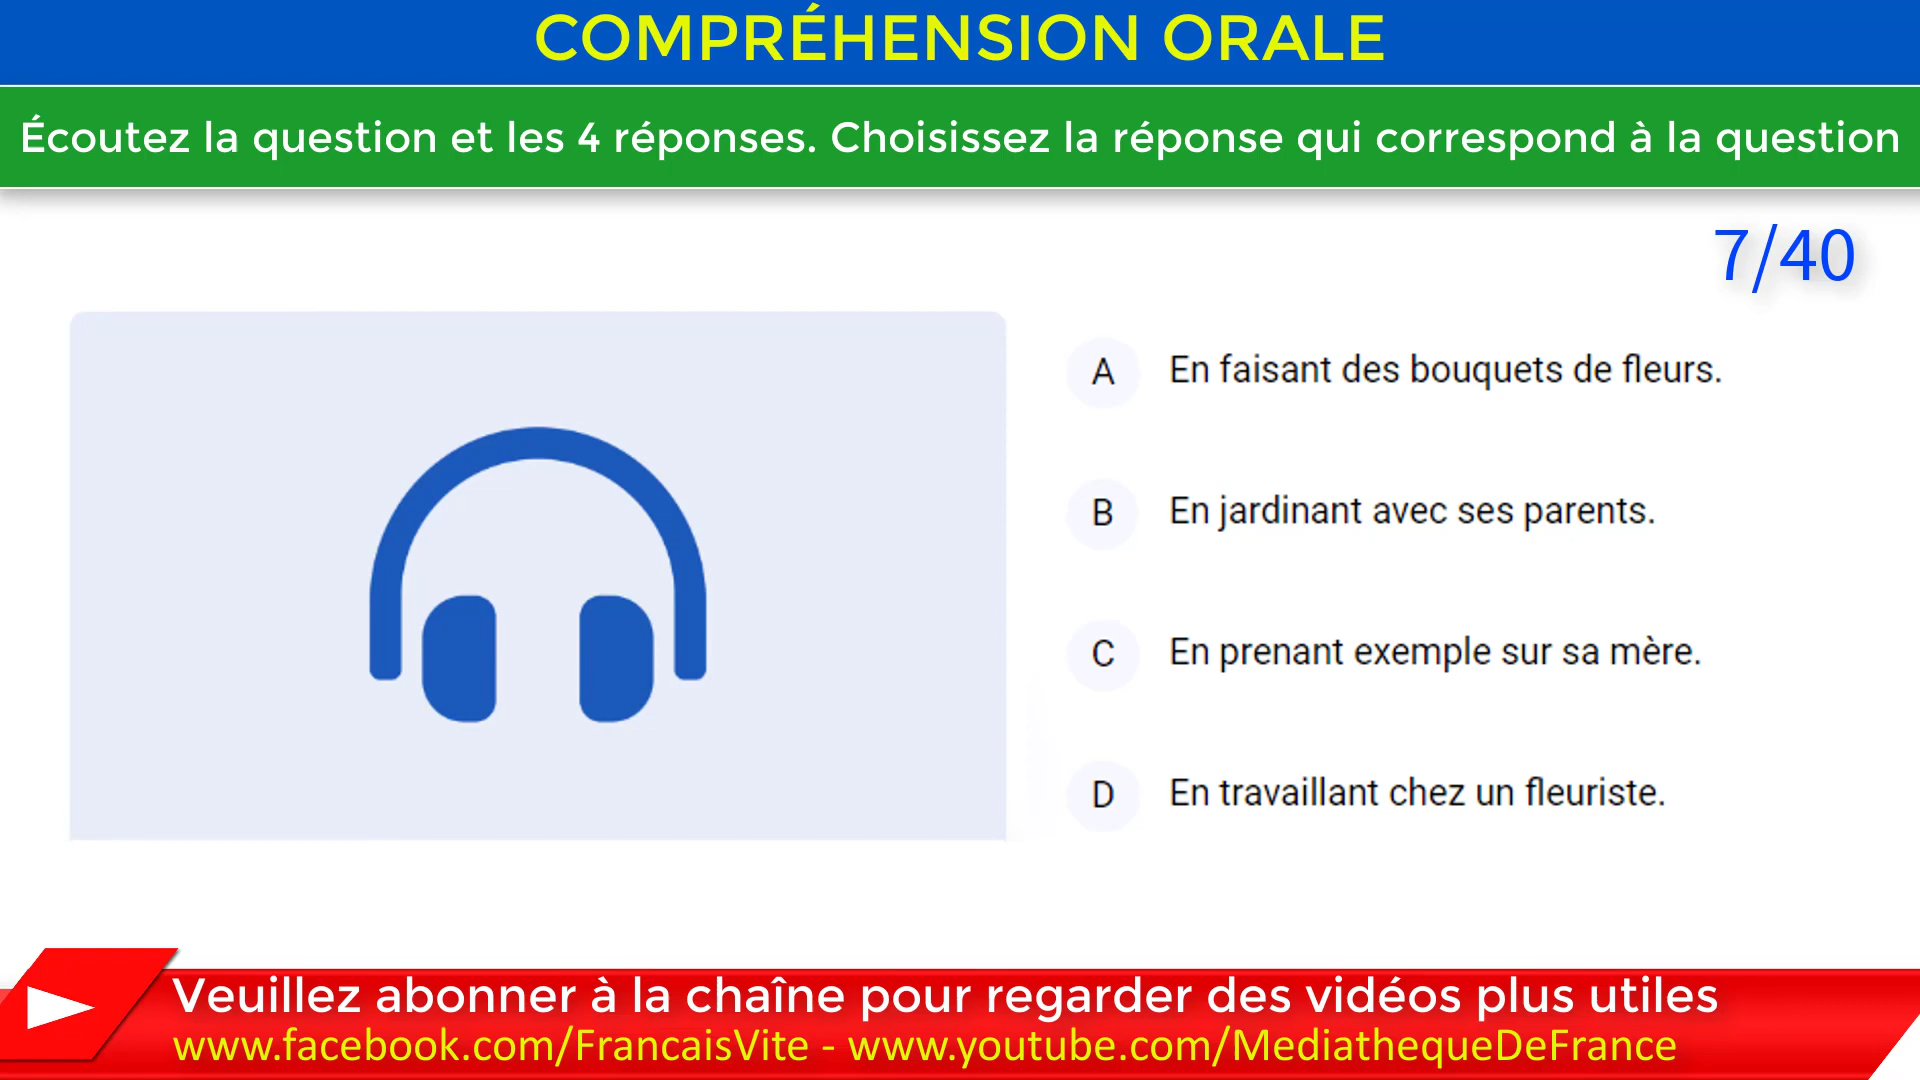 COMPRÉHENSION ORALE
Écoutez la question et les 4 réponses. Choisissez la réponse qui correspond à la question
7/40
A En faisant des bouquets de fleurs.
B En jardinant avec ses parents.
C En prenant exemple sur sa mère.
D En travaillant chez un fleuriste.
Veuillez abonner à la chaîne pour regarder des vidéos plus utiles
www.facebook.com/FrancaisVite - www.youtube.com/MediathequeDeFrance